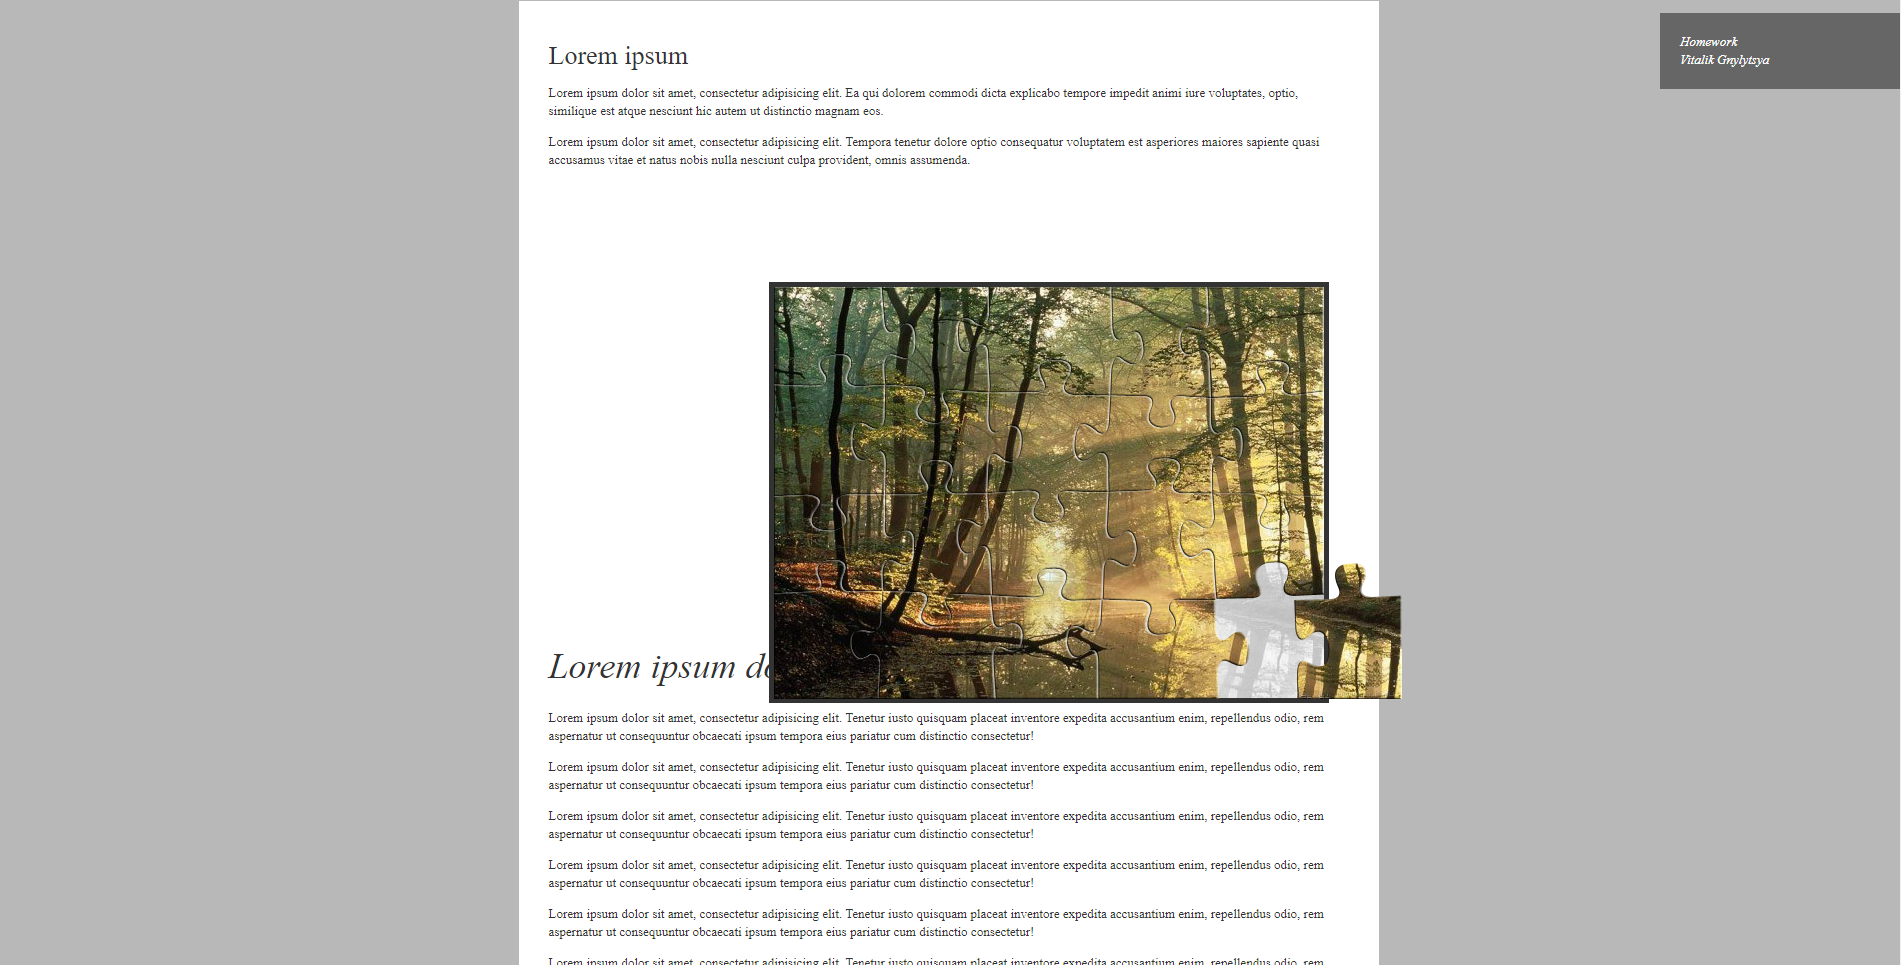 Homework
Vitalik Gnylytsya
Lorem ipsum
Lorem ipsum dolor sit amet, consectetur adipisicing elit. Ea qui dolorem commodi dicta explicabo tempore impedit animi iure voluptates, optio,
similique est atque nesciunt hic autem ut distinctio magnam eos.
Lorem ipsum dolor sit amet, consectetur adipisicing elit. Tempora tenetur dolore optio consequatur voluptatem est asperiores maiores sapiente quasi
accusamus vitae et natus nobis nulla nesciunt culpa provident, omnis assumenda.
Lorem ipsum
Lorem ipsum dolor sit amet, consectetur adipisicing elit. Tenetur iusto quisquam placeat inventore expedita accusantium enim, repellendus odio, rem
aspernatur ut consequuntur obcaecati ipsum tempora eius pariatur cum distinctio consectetur!
Lorem ipsum dolor sit amet, consectetur adipisicing elit. Tenetur iusto quisquam placeat inventore expedita accusantium enim, repellendus odio, rem
aspernatur ut consequuntur obcaecati ipsum tempora eius pariatur cum distinctio consectetur!
Lorem ipsum dolor sit amet, consectetur adipisicing elit. Tenetur iusto quisquam placeat inventore expedita accusantium enim, repellendus odio, rem
aspernatur ut consequuntur obcaecati ipsum tempora eius pariatur cum distinctio consectetur!
Lorem ipsum dolor sit amet, consectetur adipisicing elit. Tenetur iusto quisquam placeat inventore expedita accusantium enim, repellendus odio, rem
aspernatur ut consequuntur obcaecati ipsum tempora eius pariatur cum distinctio consectetur!
Lorem ipsum dolor sit amet, consectetur adipisicing elit. Tenetur iusto quisquam placeat inventore expedita accusantium enim, repellendus odio, rem
aspernatur ut consequuntur obcaecati ipsum tempora eius pariatur cum distinctio consectetur!
Lorem ipsum dolor sit amet, consectetur adipisicing elit. Tenetur iusto quisquam placeat inventore expedita accusantium enim, repellendus odio, rem